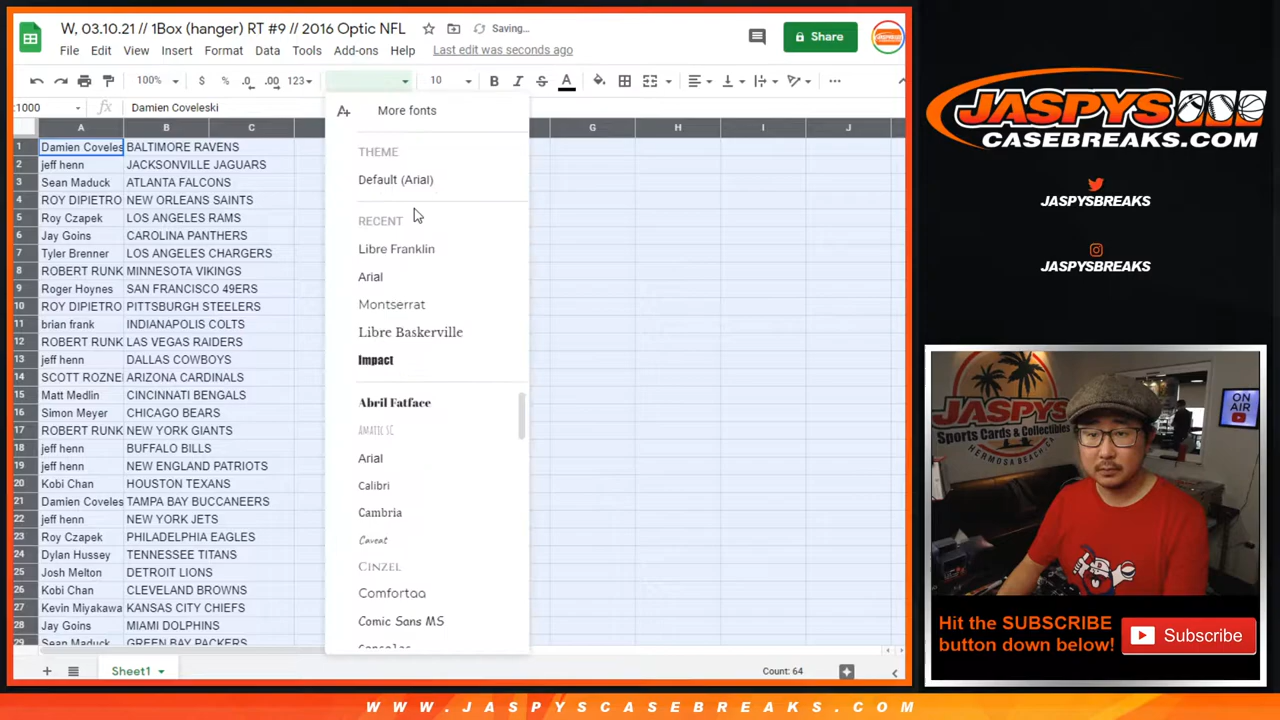 W, 03.10.21 // 1Box (hanger) RT #9 // 2016 Optic NFL
Saving...
File Edit View Insert Format Data Tools Add-ons Help Last edit was seconds ago
Share
100% $ % .0 .00 123 10 B I S A
:1000 fx Damien Coveleski
A B C G H I J
1 Damien Coveles BALTIMORE RAVENS
2 jeff henn JACKSONVILLE JAGUARS
3 Sean Maduck ATLANTA FALCONS
4 ROY DIPIETRO NEW ORLEANS SAINTS
5 Roy Czapek LOS ANGELES RAMS
6 Jay Goins CAROLINA PANTHERS
7 Tyler Brenner LOS ANGELES CHARGERS
8 ROBERT RUNK MINNESOTA VIKINGS
9 Roger Hoynes SAN FRANCISCO 49ERS
10 ROY DIPIETRO PITTSBURGH STEELERS
11 brian frank INDIANAPOLIS COLTS
12 ROBERT RUNK LAS VEGAS RAIDERS
13 jeff henn DALLAS COWBOYS
14 SCOTT ROZNE ARIZONA CARDINALS
15 Matt Medlin CINCINNATI BENGALS
16 Simon Meyer CHICAGO BEARS
17 ROBERT RUNK NEW YORK GIANTS
18 jeff henn BUFFALO BILLS
19 jeff henn NEW ENGLAND PATRIOTS
20 Kobi Chan HOUSTON TEXANS
21 Damien Coveles TAMPA BAY BUCCANEERS
22 jeff henn NEW YORK JETS
23 Roy Czapek PHILADELPHIA EAGLES
24 Dylan Hussey TENNESSEE TITANS
25 Josh Melton DETROIT LIONS
26 Kobi Chan CLEVELAND BROWNS
27 Kevin Miyakawa KANSAS CITY CHIEFS
28 Jay Goins MIAMI DOLPHINS
29 Sean Maduck GREEN BAY PACKERS
More fonts
THEME
Default (Arial)
RECENT
Libre Franklin
Arial
Montserrat
Libre Baskerville
Impact
Abril Fatface
AMATIC SC
Arial
Calibri
Cambria
Caveat
CINZEL
Comfortaa
Comic Sans MS
Consolas
Sheet1
Count: 64
JASPYS
CASEBREAKS.COM
JASPYSBREAKS
JASPYSBREAKS
JASPYS
Sports Cards & Collectibles
HERMOSA BEACH, CA
ON AIR
Hit the SUBSCRIBE
button down below!
Subscribe
WWW.JASPYSCASEBREAKS.COM